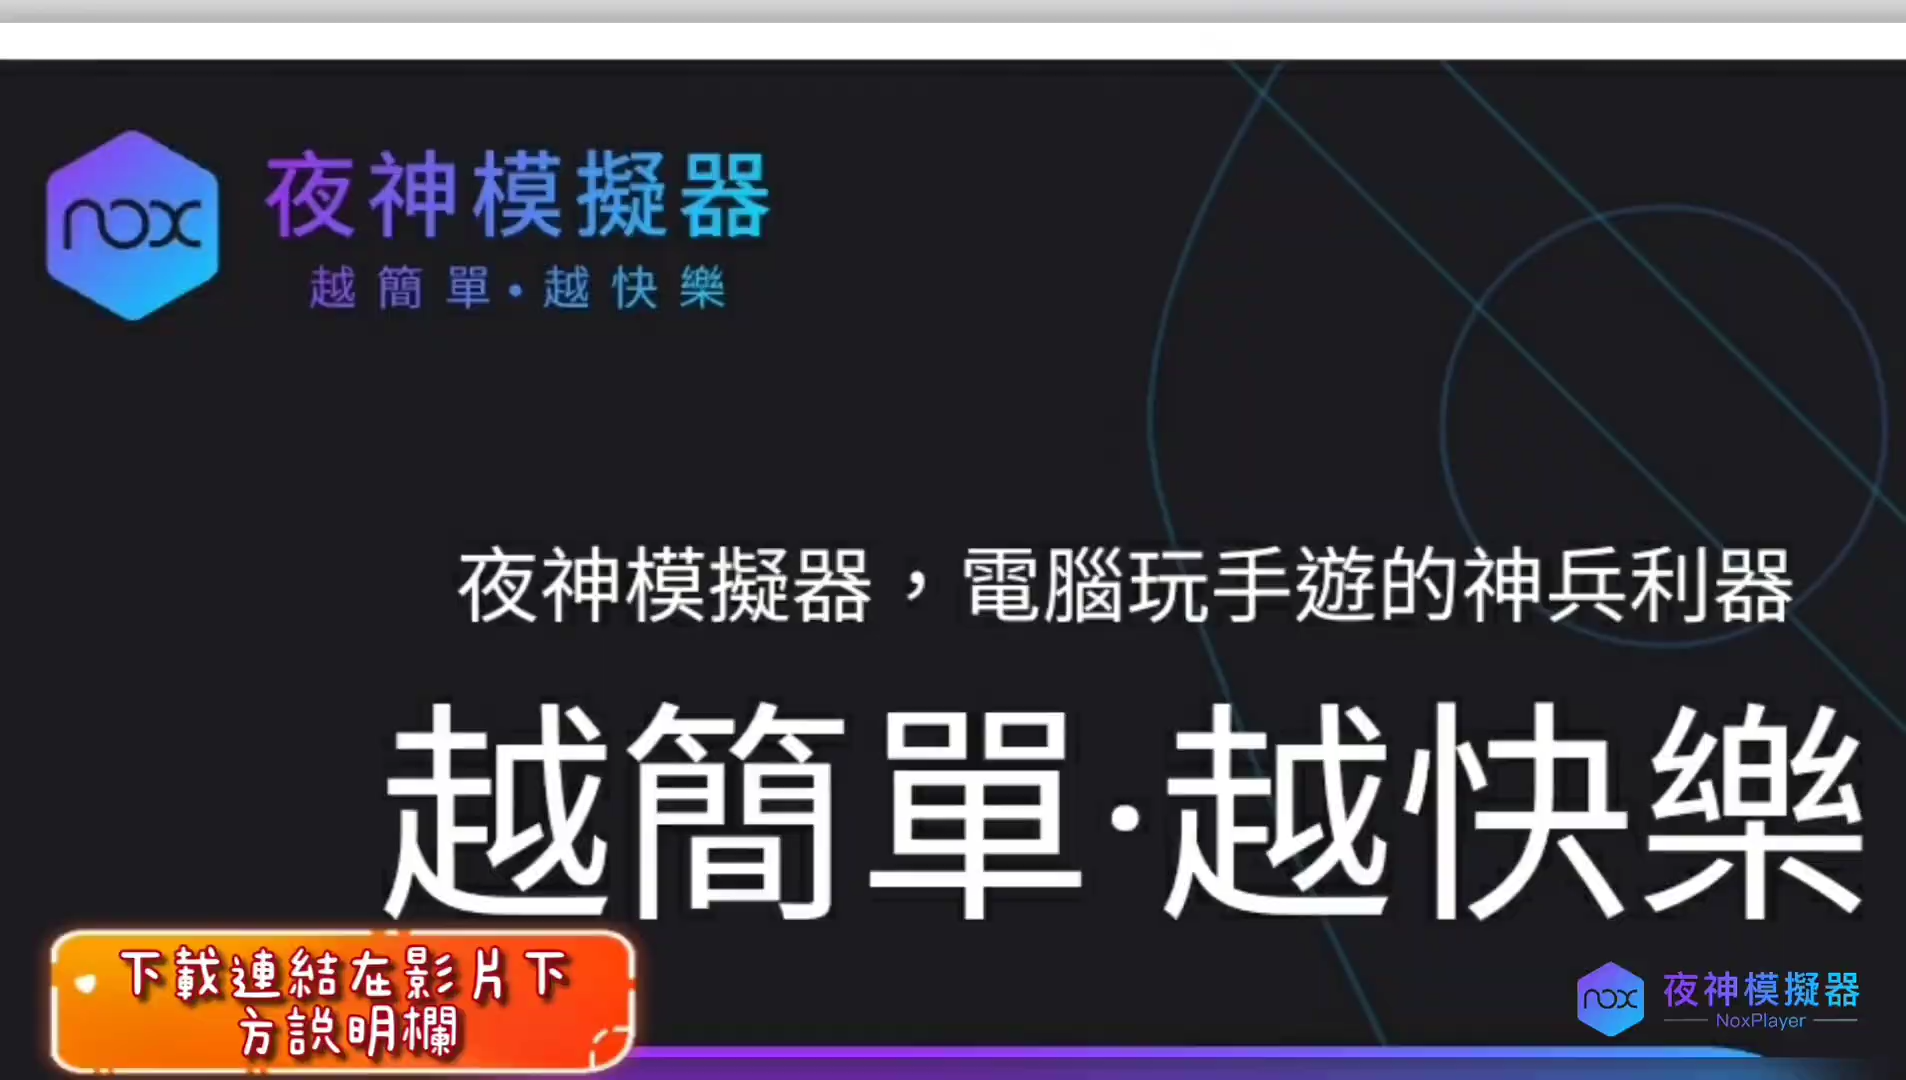 nox
夜神模擬器
越簡單·越快樂
夜神模擬器，電腦玩手遊的神兵利器
越簡單·越快樂
下載連結在影片下
方說明欄
nox
夜神模擬器
NoxPlayer